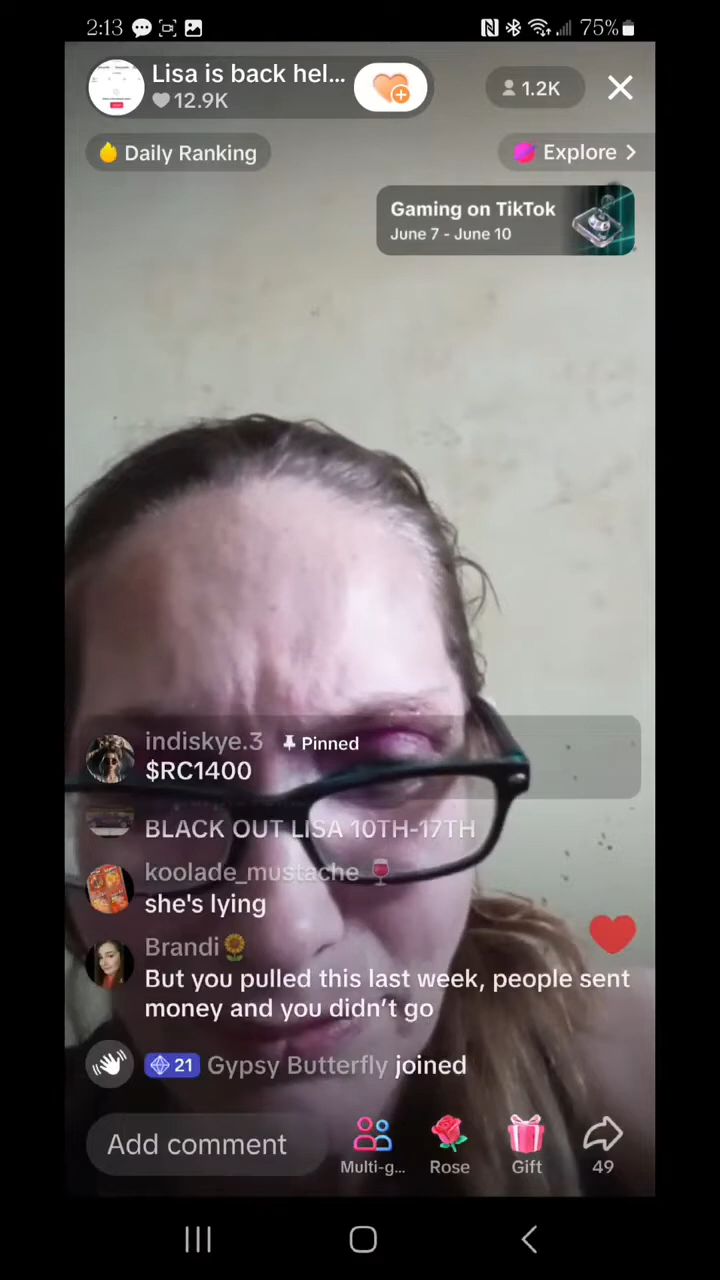 2:13
75%
Lisa is back hel...
12.9K
1.2K
Daily Ranking
Explore >
Gaming on TikTok
June 7 - June 10
indiskye.3 Pinned
$RC1400
BLACK OUT LISA 10TH-17TH
koolade_mustache🍷
she's lying
Brandi🌻
But you pulled this last week, people sent
money and you didn't go
21 Gypsy Butterfly joined
Add comment
Multi-g...
Rose
Gift
49